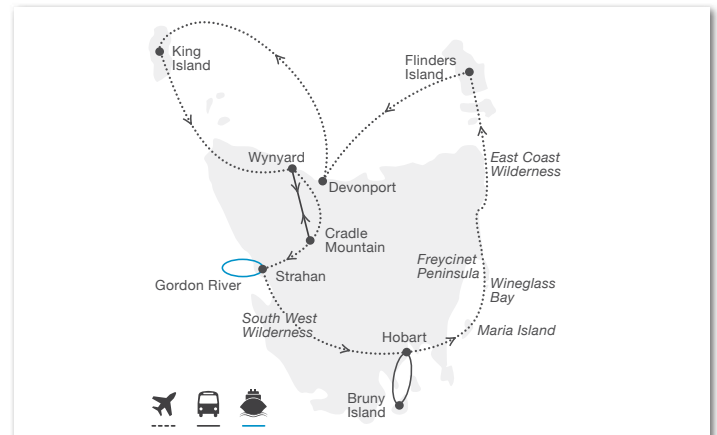 King
Island
Flinders
Island
Wynyard
Devonport
East Coast
Wilderness
Cradle
Mountain
Strahan
Gordon River
Freycinet
Peninsula
Wineglass
Bay
South West
Wilderness
Maria Island
Hobart
Bruny
Island